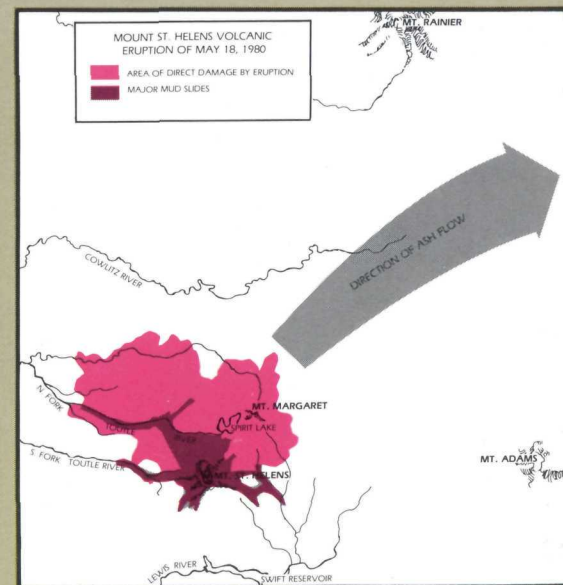 MOUNT ST. HELENS VOLCANIC
ERUPTION OF MAY 18, 1980
AREA OF DIRECT DAMAGE BY ERUPTION
MAJOR MUD SLIDES
MT. RAINIER
DIRECTION OF ASH FLOW
COWLITZ RIVER
N. FORK
TOUTLE
RIVER
MT. MARGARET
SPIRIT LAKE
S. FORK TOUTLE RIVER
MT. ST. HELENS
MT. ADAMS
LEWIS RIVER
SWIFT RESERVOIR